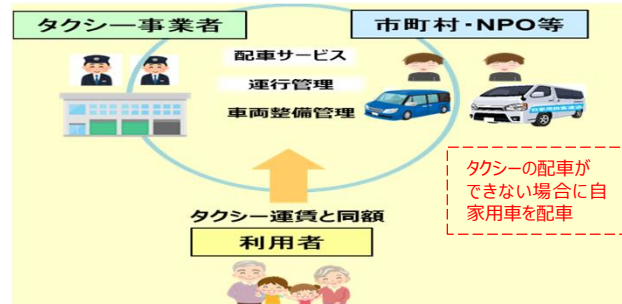 タクシー事業者
市町村・NPO等
配車サービス
運行管理
車両整備管理
タクシーの配車が
できない場合に自
家用車を配車
タクシー運賃と同額
利用者